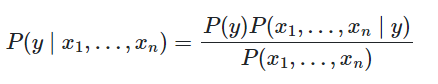 P(y | x₁, . . . , xₙ) = P(y)P(x₁, . . . , xₙ | y) / P(x₁, . . . , xₙ)